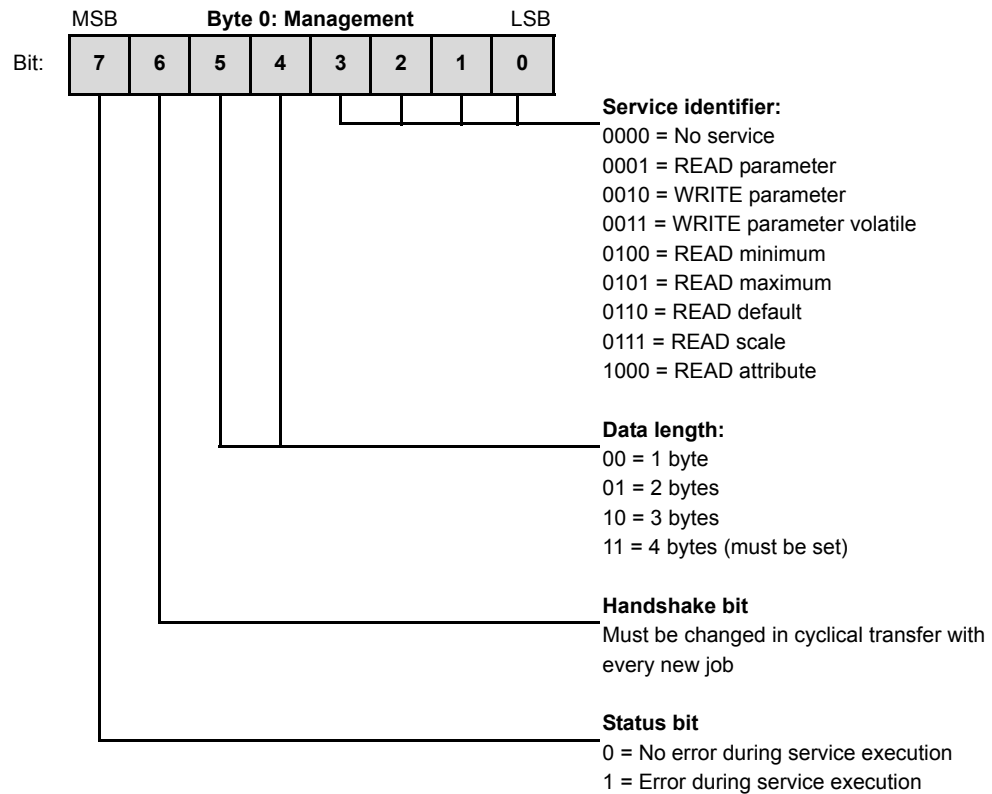 MSB Byte 0: Management LSB
Bit: 7 6 5 4 3 2 1 0
Service identifier:
0000 = No service
0001 = READ parameter
0010 = WRITE parameter
0011 = WRITE parameter volatile
0100 = READ minimum
0101 = READ maximum
0110 = READ default
0111 = READ scale
1000 = READ attribute
Data length:
00 = 1 byte
01 = 2 bytes
10 = 3 bytes
11 = 4 bytes (must be set)
Handshake bit
Must be changed in cyclical transfer with
every new job
Status bit
0 = No error during service execution
1 = Error during service execution